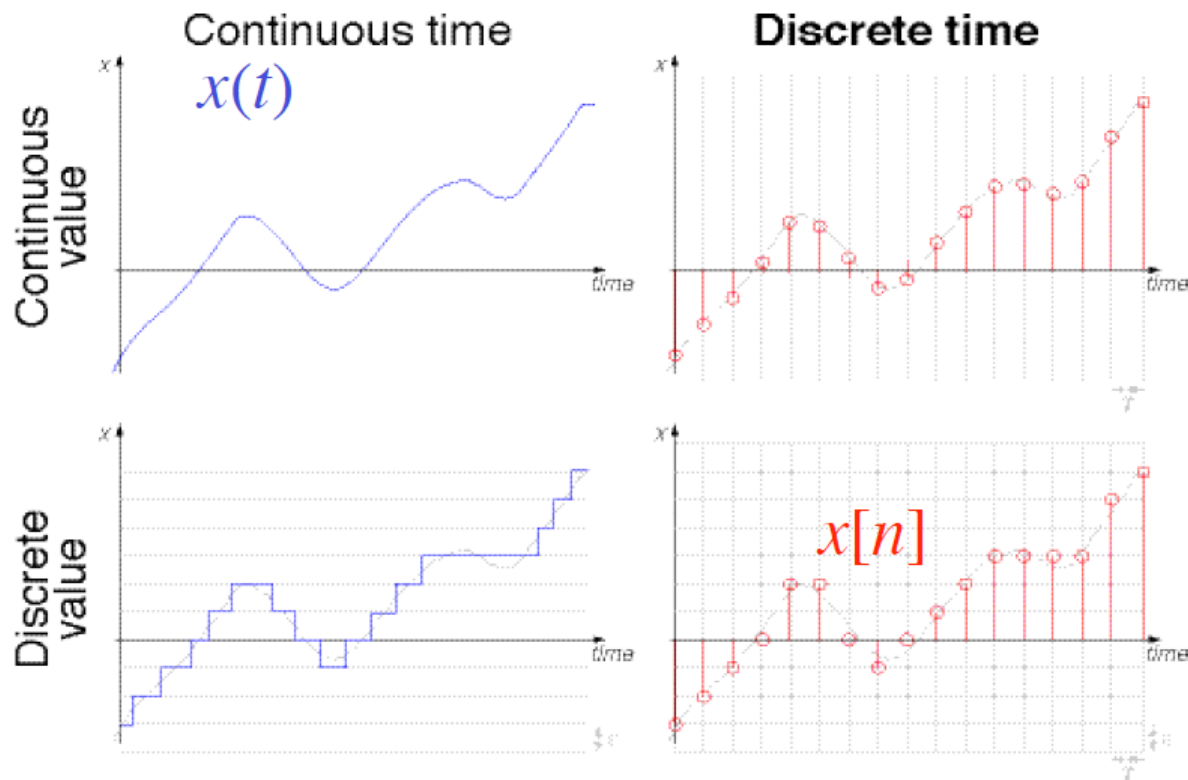 Continuous time
Discrete time
Continuous
value
x
x(t)
time
x
time
T
Discrete
value
x
time
x
x[n]
time
T